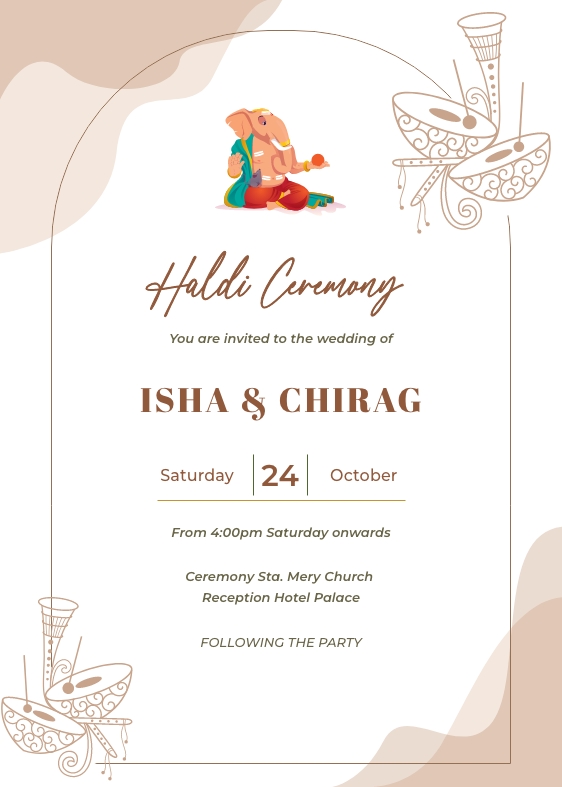 Haldi Ceremony
You are invited to the wedding of
ISHA & CHIRAG
Saturday 24 October
From 4:00pm Saturday onwards
Ceremony Sta. Mery Church
Reception Hotel Palace
FOLLOWING THE PARTY